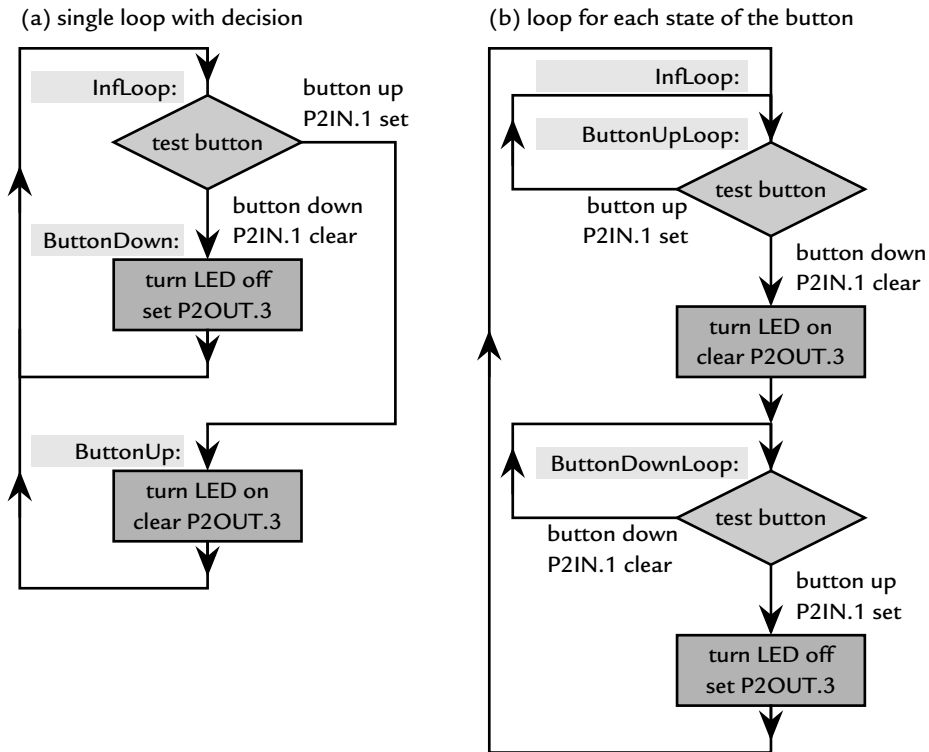 (a) single loop with decision
InfLoop:
button up
P2IN.1 set
test button
button down
P2IN.1 clear
ButtonDown:
turn LED off
set P2OUT.3
ButtonUp:
turn LED on
clear P2OUT.3
(b) loop for each state of the button
InfLoop:
ButtonUpLoop:
test button
button up
P2IN.1 set
button down
P2IN.1 clear
turn LED on
clear P2OUT.3
ButtonDownLoop:
test button
button down
P2IN.1 clear
button up
P2IN.1 set
turn LED off
set P2OUT.3